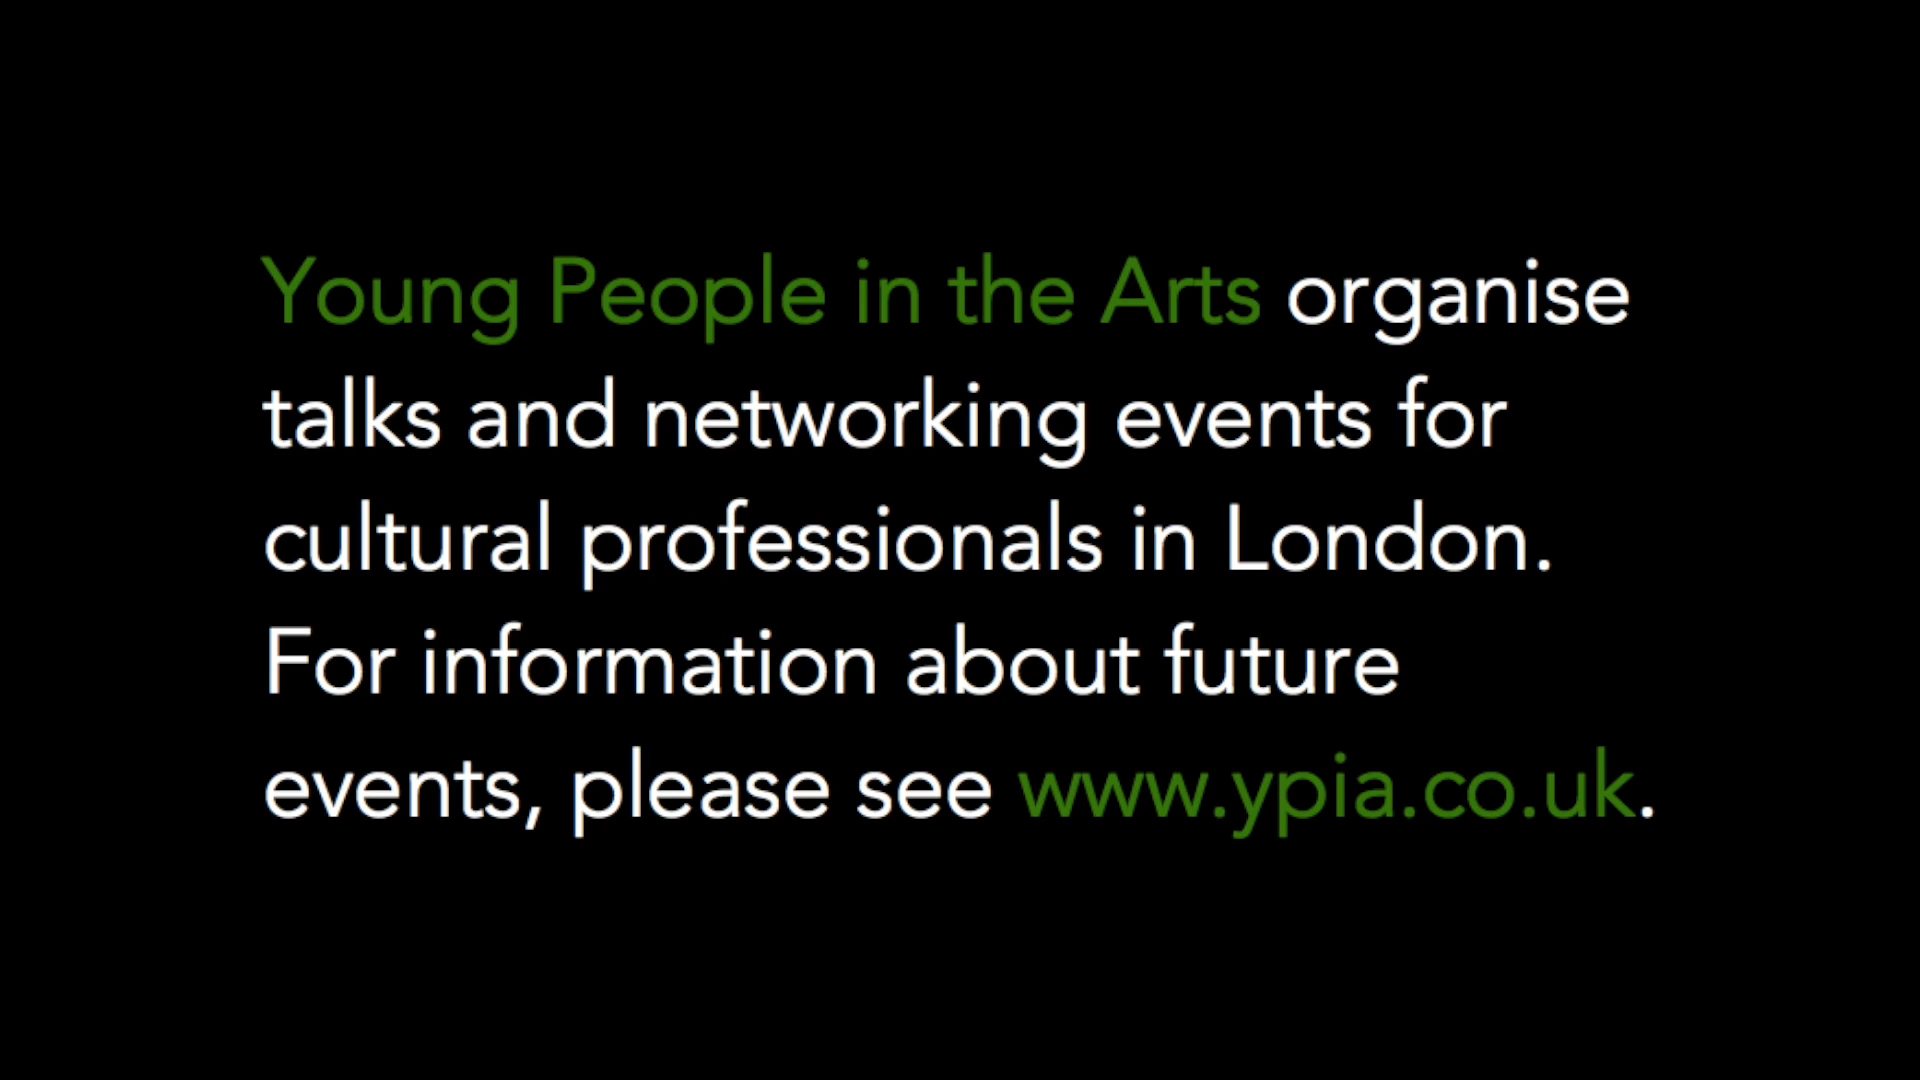 Young People in the Arts organise
talks and networking events for
cultural professionals in London.
For information about future
events, please see www.ypia.co.uk.